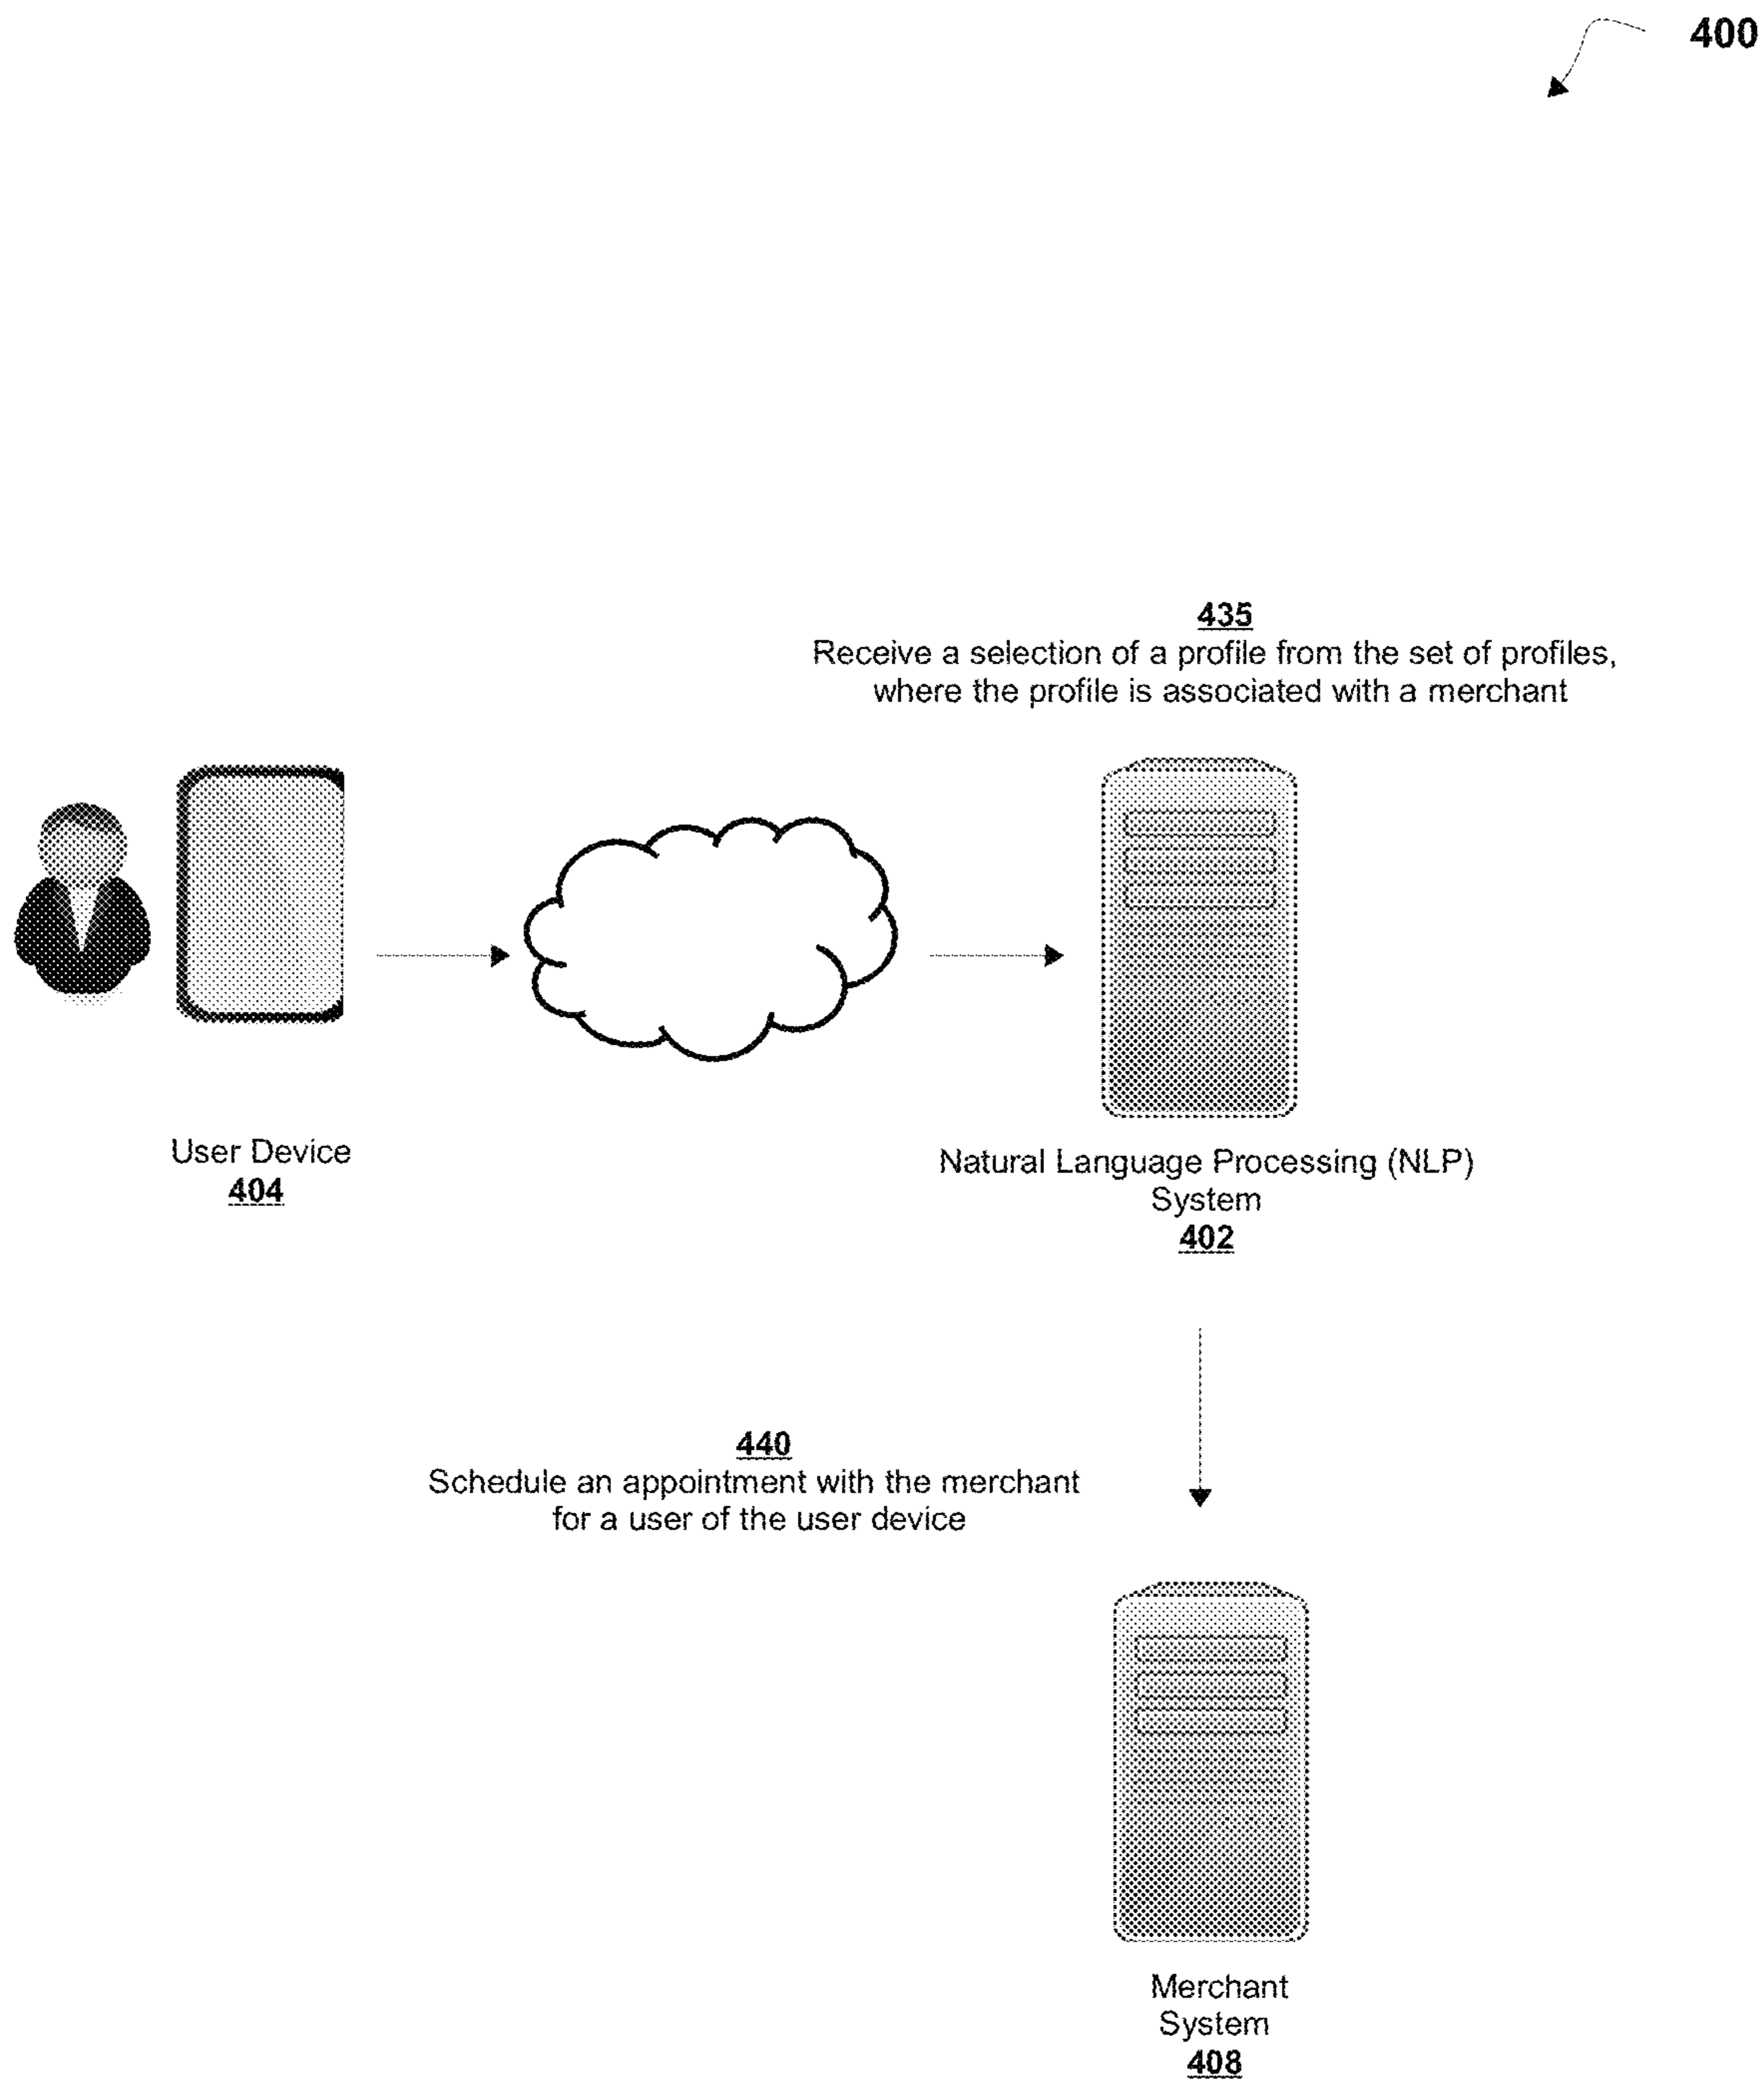 400
435
Receive a selection of a profile from the set of profiles,
where the profile is associated with a merchant
User Device
404
Natural Language Processing (NLP)
System
402
440
Schedule an appointment with the merchant
for a user of the user device
Merchant
System
408